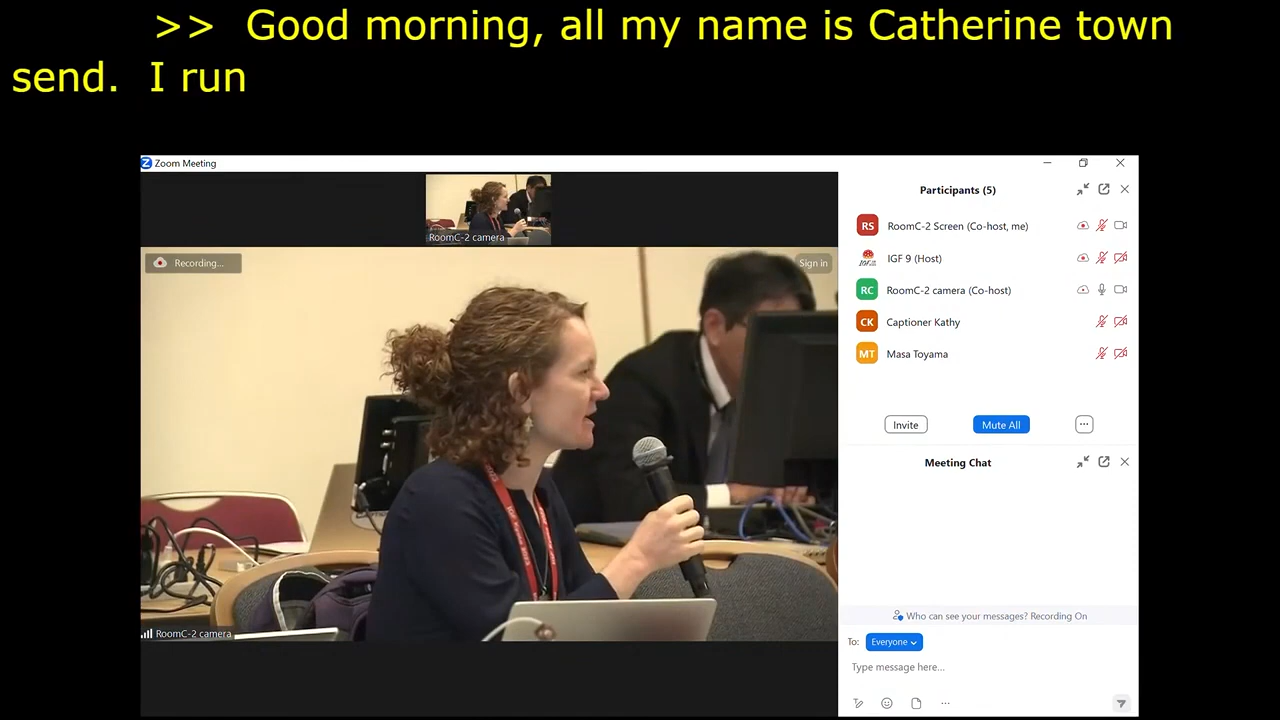 >> Good morning, all my name is Catherine town
send. I run
Zoom Meeting
RoomC-2 camera
Recording...
Sign in
RoomC-2 camera
Participants (5)
RS RoomC-2 Screen (Co-host, me)
IGF 9 (Host)
RC RoomC-2 camera (Co-host)
CK Captioner Kathy
MT Masa Toyama
Invite
Mute All
Meeting Chat
Who can see your messages? Recording On
To: Everyone
Type message here...